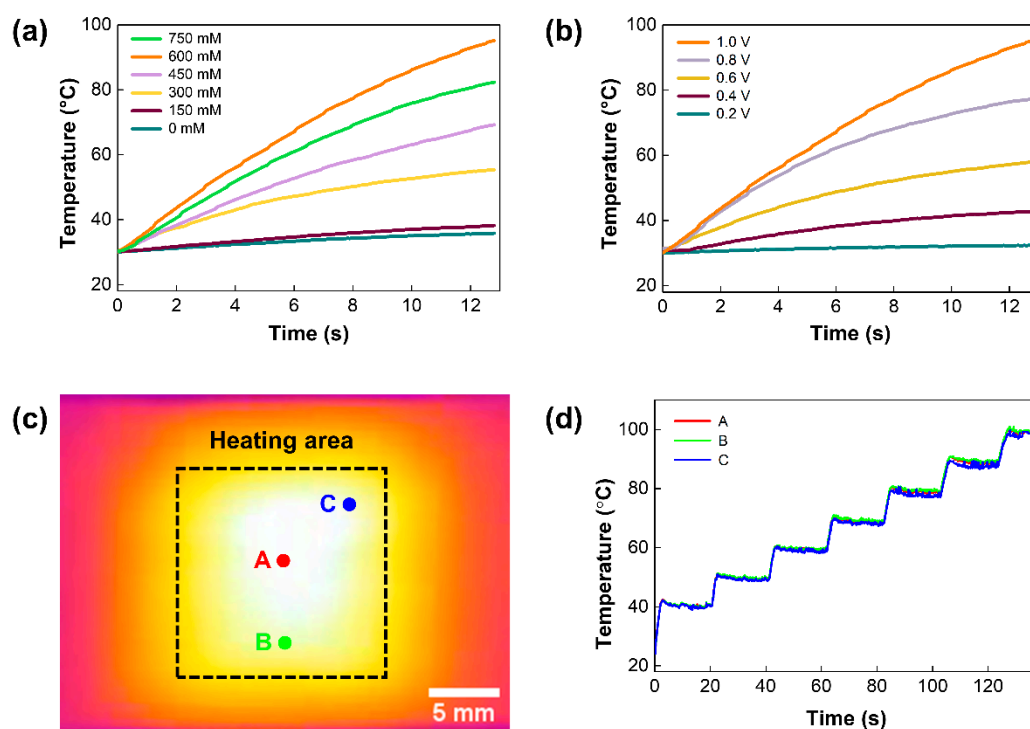 (a)
100
80
60
40
20
Temperature (°C)
750 mM
600 mM
450 mM
300 mM
150 mM
0 mM
0 2 4 6 8 10 12
Time (s)
(b)
100
80
60
40
20
Temperature (°C)
1.0 V
0.8 V
0.6 V
0.4 V
0.2 V
0 2 4 6 8 10 12
Time (s)
(c)
Heating area
C
A
B
5 mm
(d)
100
80
60
40
20
Temperature (°C)
A
B
C
0 20 40 60 80 100 120
Time (s)